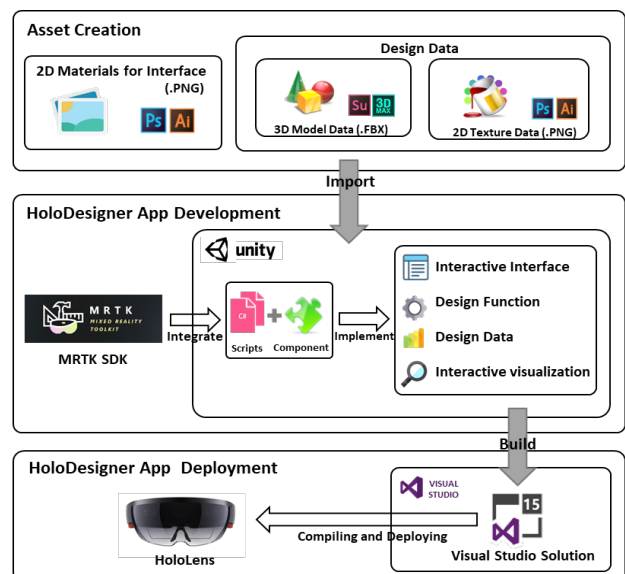 Asset Creation
2D Materials for Interface
(.PNG)
Ps Ai
Design Data
Su 3D MAX
3D Model Data (.FBX)
Ps Ai
2D Texture Data (.PNG)
Import
HoloDesigner App Development
unity
MRTK
MIXED REALITY
TOOLKIT
MRTK SDK
Integrate
C#
Scripts
+
Component
Implement
Interactive Interface
Design Function
Design Data
Interactive visualization
Build
HoloDesigner App Deployment
HoloLens
Compiling and Deploying
VISUAL
STUDIO
15
Visual Studio Solution